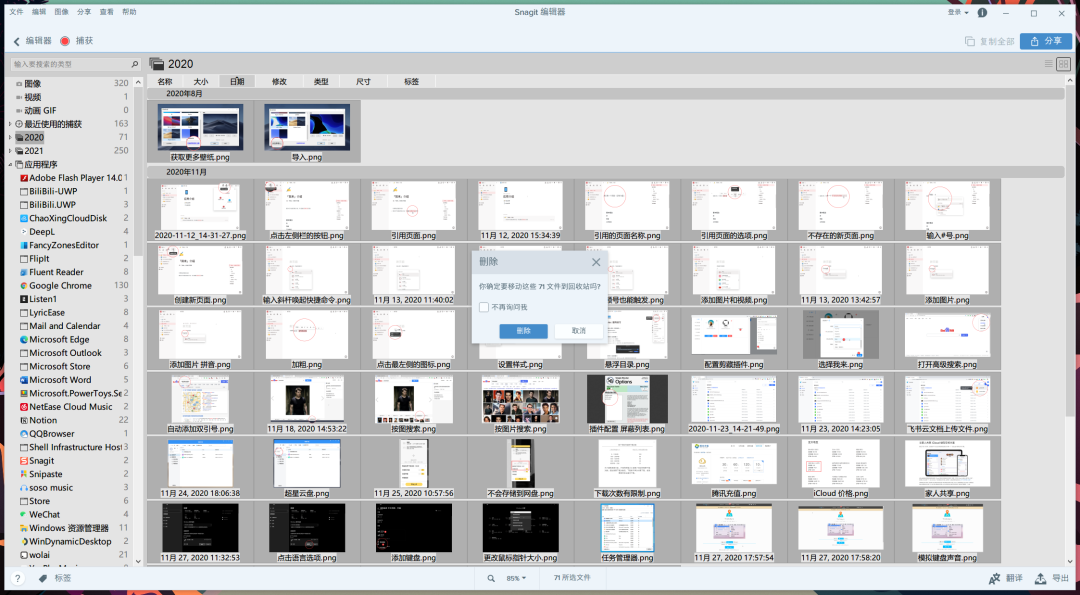 文件 编辑 图像 分享 查看 帮助
Snagit 编辑器
登录
编辑器 捕获
复制全部 分享
输入要搜索的类型
2020
名称 大小 日期 修改 类型 尺寸 标签
图像 320
视频 1
动画 GIF 0
最近使用的捕获 163
2020 71
2021 250
应用程序
Adobe Flash Player 14.0 1
BiliBili-UWP 1
BiliBili.UWP 2
ChaoXingCloudDisk 2
DeepL 4
FancyZonesEditor 1
FlipIt 2
Fluent Reader 8
Google Chrome 130
Listen1 3
LyricEase 8
Mail and Calendar 4
Microsoft Edge 8
Microsoft Outlook 3
Microsoft Store 6
Microsoft Word 5
Microsoft.PowerToys.Se 2
NetEase Cloud Music 2
Notion 22
QQBrowser 1
Shell Infrastructure Host 3
Snagit 2
Snipaste 4
soso music 3
Store 6
WeChat 4
Windows 资源管理器 11
WinDynamicDesktop 2
wolai 21
2020年8月
获取更多壁纸.png 导入.png
2020年11月
2020-11-12_14-31-27.png 点击左侧栏的按钮.png 引用页面.png 11月 12, 2020 15:34:39 引用的页面名称.png 引用页面的选项.png 不存在的新页面.png 输入#号.png
创建新页面.png 输入斜杆唤起快捷命令.png 11月 13, 2020 11:40:02 号也能触发.png 添加图片和视频.png 11月 13, 2020 13:42:57 添加图片.png
添加图片 拼音.png 加粗.png 点击最左侧的图标.png 设置样式.png 悬浮目录.png 配置剪藏插件.png 选择我来.png 打开高级搜索.png
自动添加双引号.png 11月 18, 2020 14:53:22 按图搜索.png 按图片搜索.png 插件配置 屏蔽列表.png 2020-11-23_14-21-49.png 11月 23, 2020 14:23:05 飞书云文档上传文件.png
11月 24, 2020 18:06:38 超星云盘.png 11月 25, 2020 10:57:56 不会存储到网盘.png 下载次数有限制.png 腾讯充值.png iCloud 价格.png 家人共享.png
11月 27, 2020 11:32:53 点击语言选项.png 添加键盘.png 更改鼠标指针大小.png 任务管理器.png 11月 27, 2020 17:57:54 11月 27, 2020 17:58:20 模拟键盘声音.png
删除
你确定要移动这些 71 文件到回收站吗?
不再询问我
删除 取消
标签
85%
71 所选文件
翻译 导出